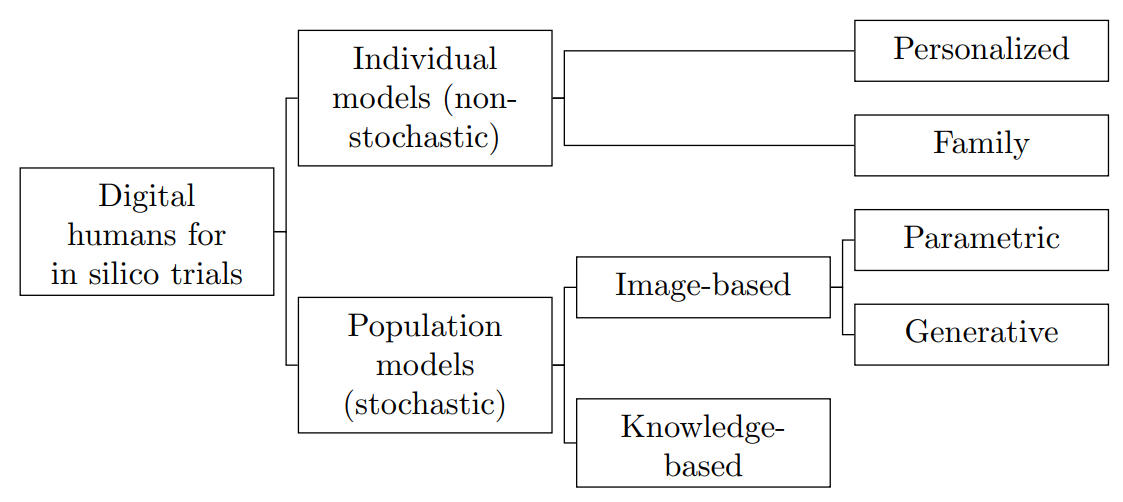 Digital
humans for
in silico trials
Individual
models (non-
stochastic)
Personalized
Family
Population
models
(stochastic)
Image-based
Parametric
Generative
Knowledge-
based